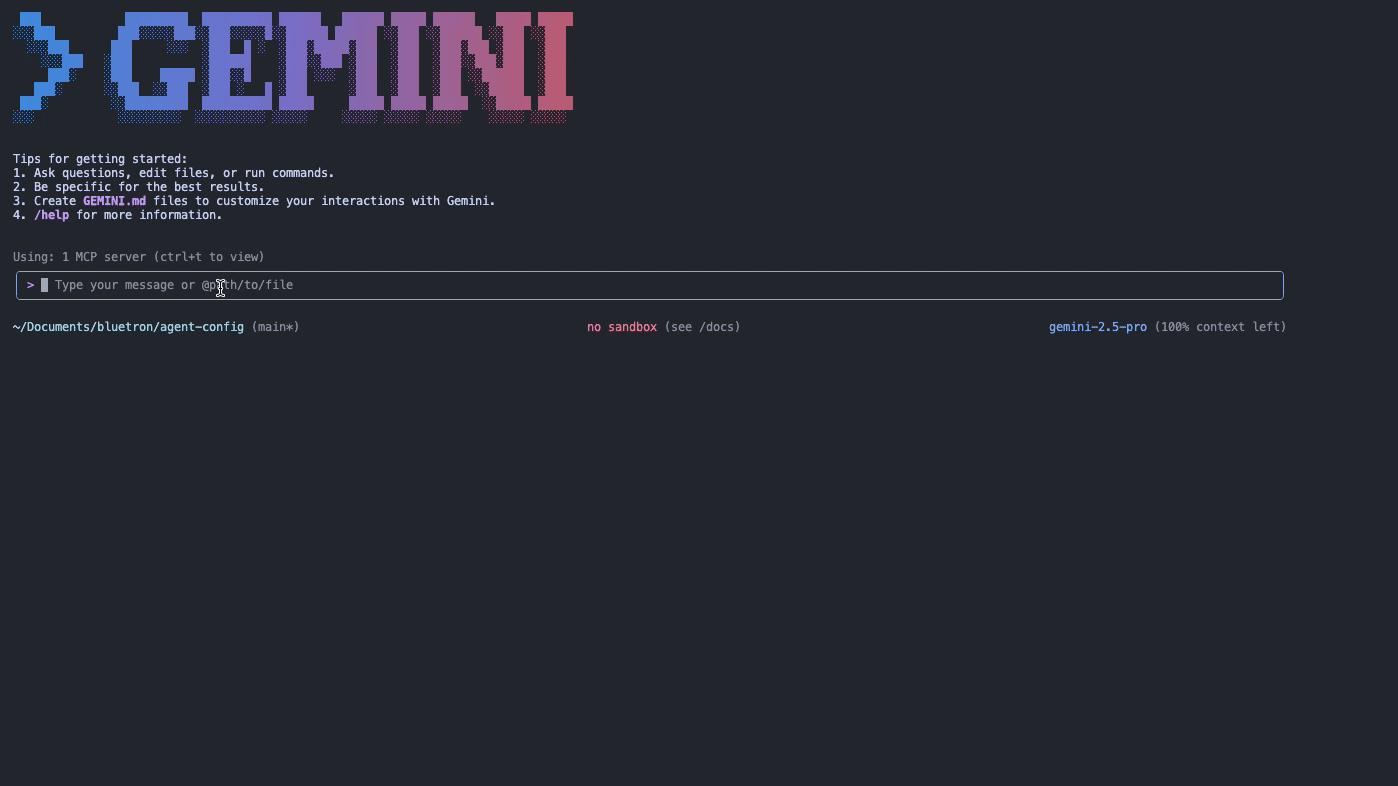 > GEMINI
Tips for getting started:
1. Ask questions, edit files, or run commands.
2. Be specific for the best results.
3. Create GEMINI.md files to customize your interactions with Gemini.
4. /help for more information.
Using: 1 MCP server (ctrl+t to view)
> Type your message or @path/to/file
~/Documents/bluetron/agent-config (main*) no sandbox (see /docs) gemini-2.5-pro (100% context left)